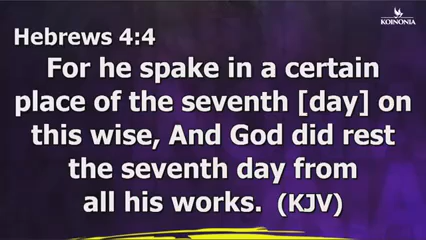 KOINONIA
Hebrews 4:4
For he spake in a certain
place of the seventh [day] on
this wise, And God did rest
the seventh day from
all his works. (KJV)